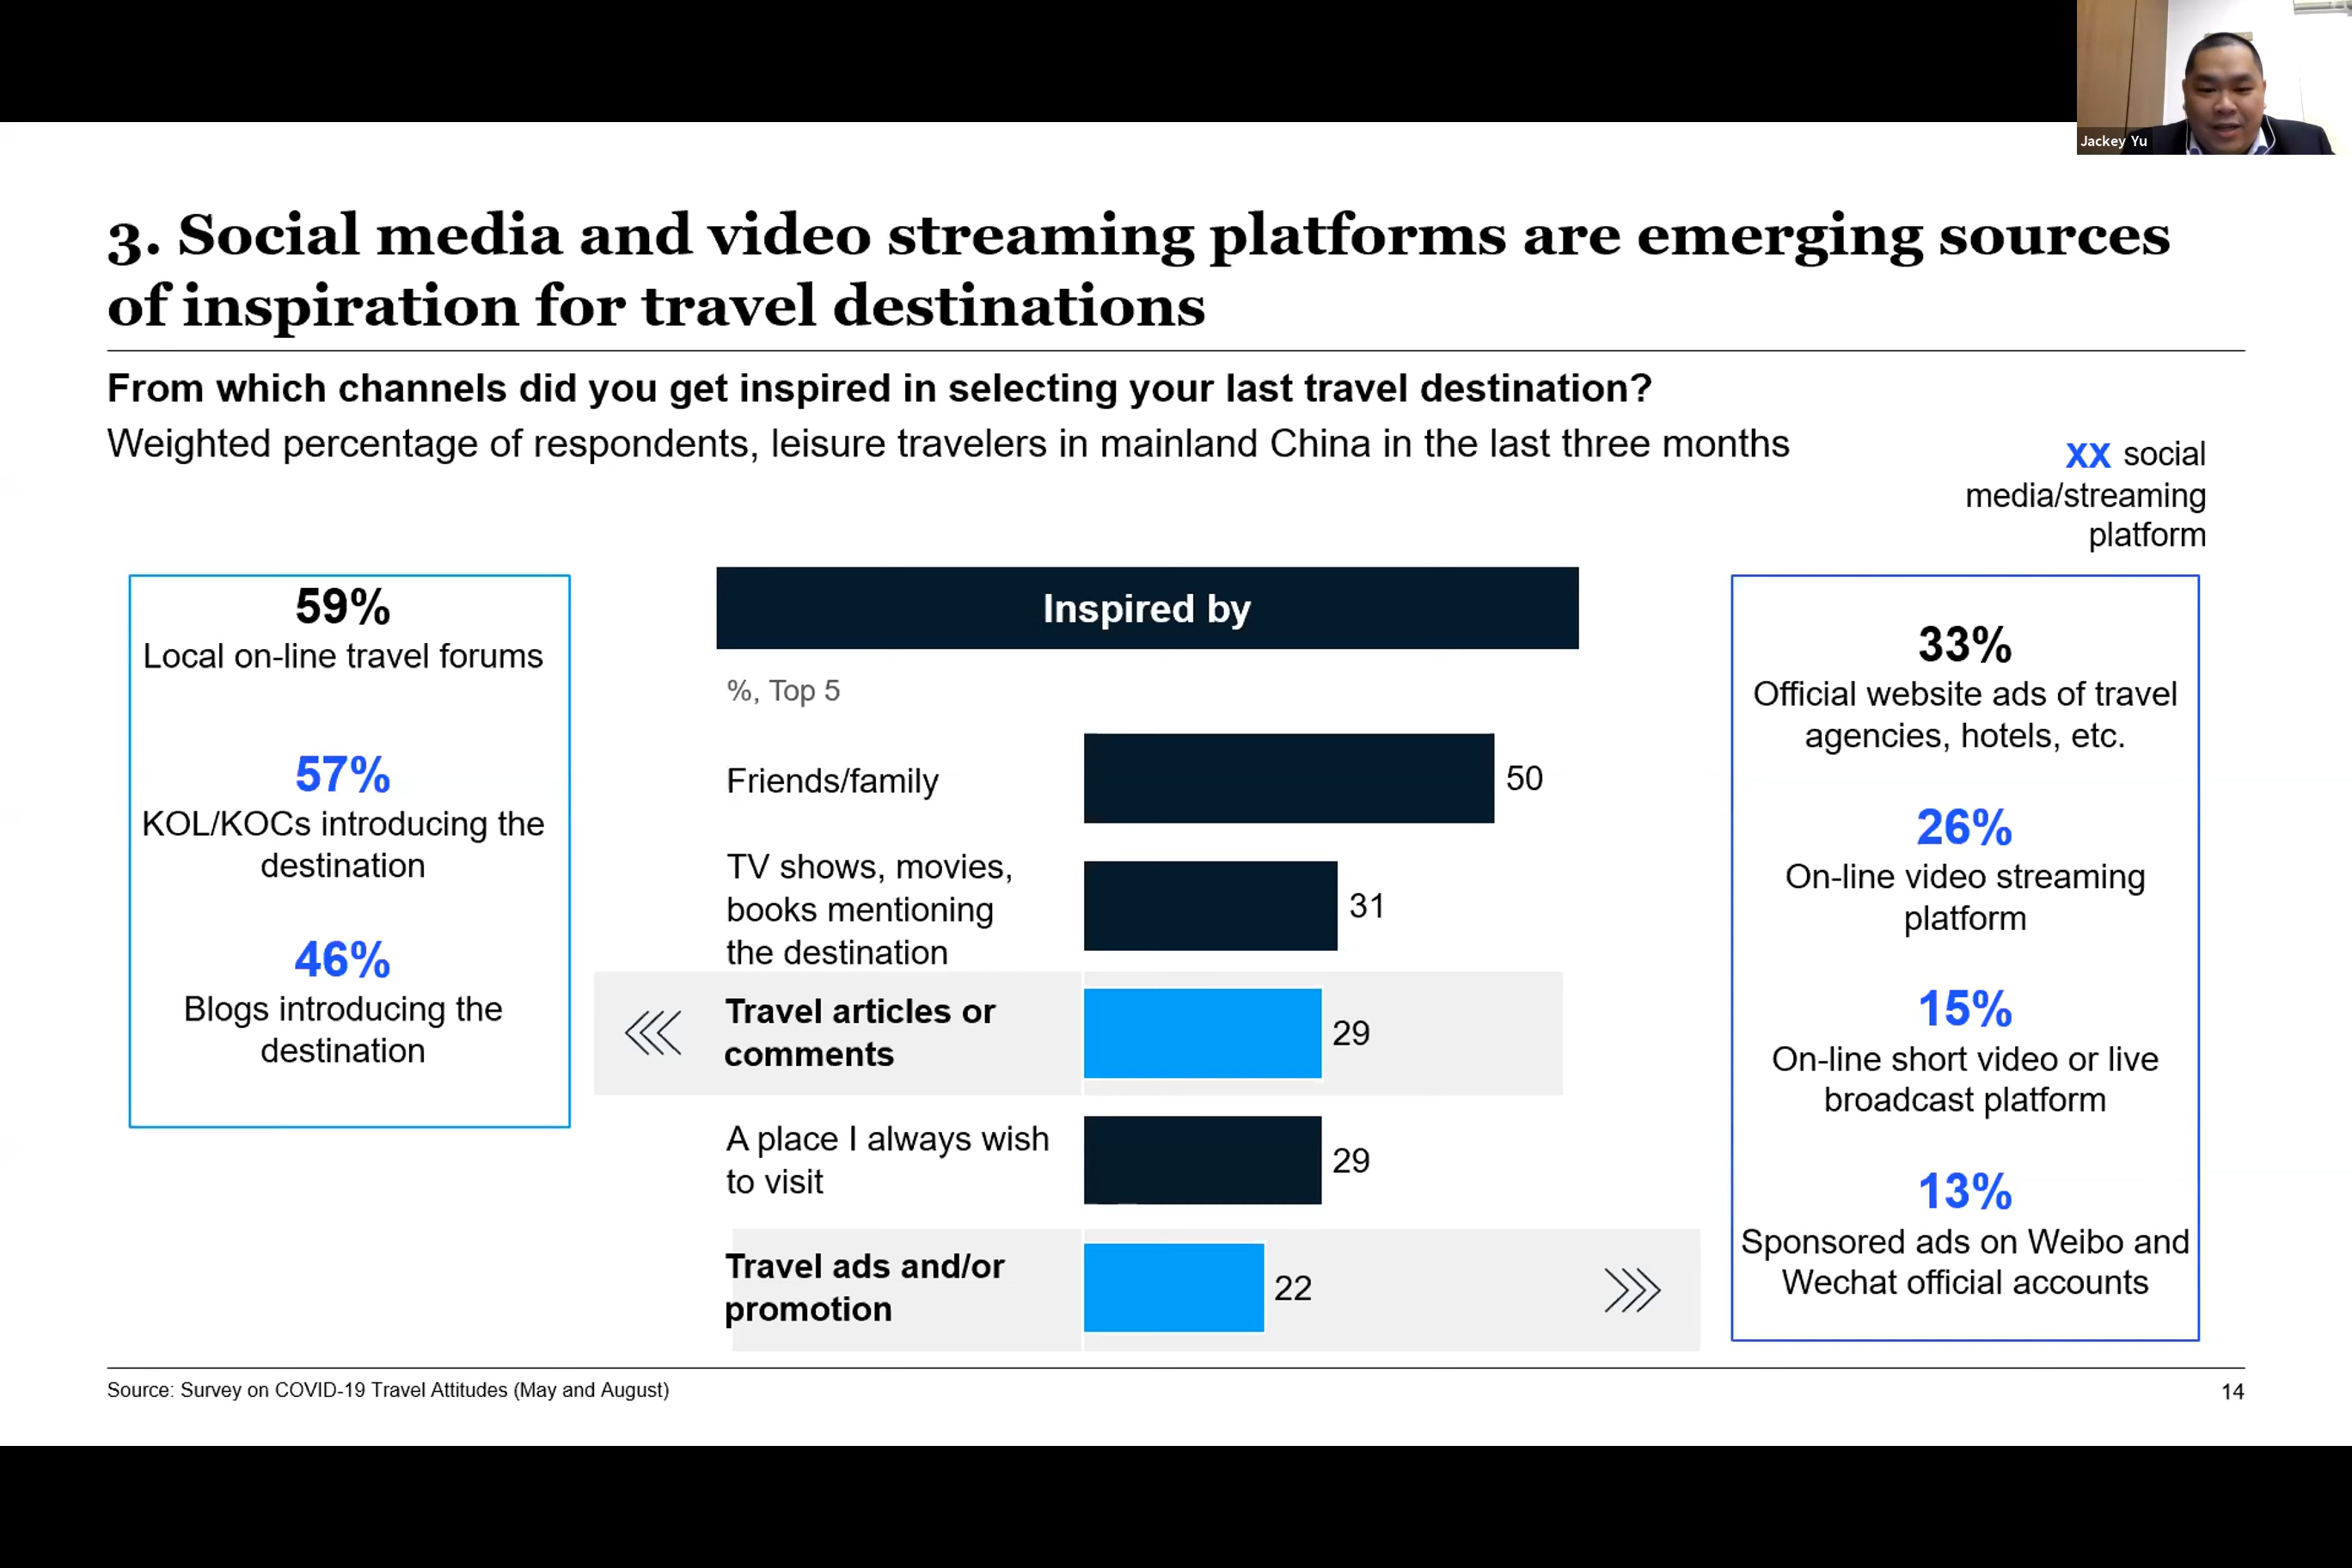 Jackey Yu
3. Social media and video streaming platforms are emerging sources
of inspiration for travel destinations
From which channels did you get inspired in selecting your last travel destination?
Weighted percentage of respondents, leisure travelers in mainland China in the last three months
xx social
media/streaming
platform
59%
Local on-line travel forums
57%
KOL/KOCs introducing the
destination
46%
Blogs introducing the
destination
Inspired by
%, Top 5
Friends/family
50
TV shows, movies,
books mentioning
the destination
31
Travel articles or
comments
29
A place I always wish
to visit
29
Travel ads and/or
promotion
22
33%
Official website ads of travel
agencies, hotels, etc.
26%
On-line video streaming
platform
15%
On-line short video or live
broadcast platform
13%
Sponsored ads on Weibo and
Wechat official accounts
Source: Survey on COVID-19 Travel Attitudes (May and August)
14